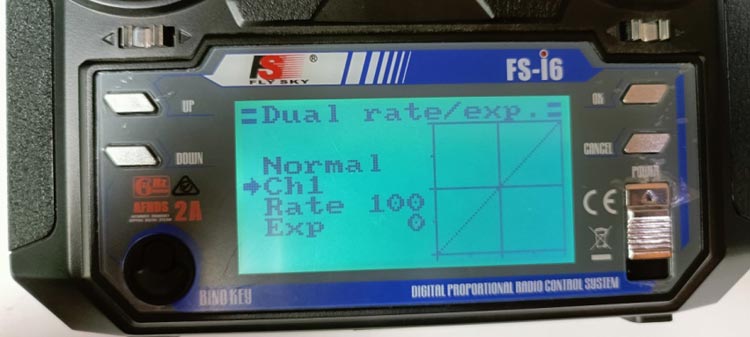 FS ®
FLY SKY
FS-i6
UP
DOWN
OK
CANCEL
POWER
Dual rate/exp.
Normal
Ch1
Rate 100
Exp 0
AFHDS
2A
CE
BIND KEY
DIGITAL PROPORTIONAL RADIO CONTROL SYSTEM